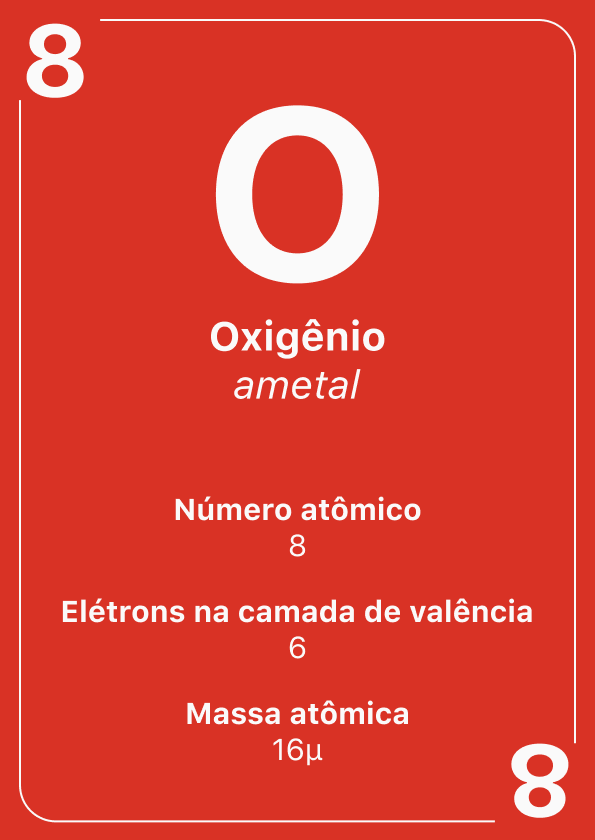 8
O
Oxigênio
ametal
Número atômico
8
Elétrons na camada de valência
6
Massa atômica
16μ
8